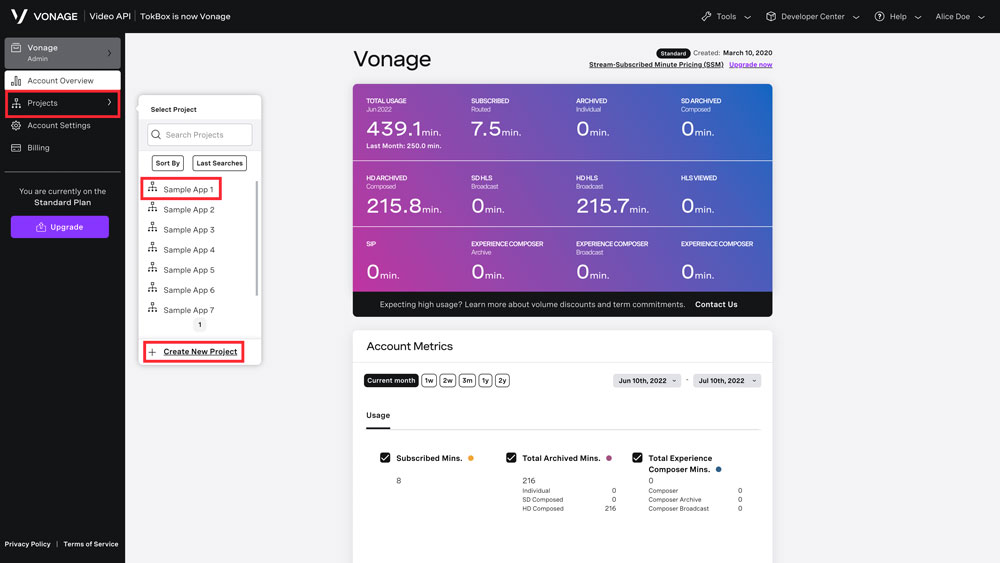 VONAGE Video API TokBox is now Vonage
Tools
Developer Center
Help
Alice Doe
Vonage
Admin
Account Overview
Projects
Account Settings
Billing
You are currently on the
Standard Plan
Upgrade
Privacy Policy | Terms of Service
Select Project
Search Projects
Sort By
Last Searches
Sample App 1
Sample App 2
Sample App 3
Sample App 4
Sample App 5
Sample App 6
Sample App 7
1
+ Create New Project
Vonage
Standard Created: March 10, 2020
Stream-Subscribed Minute Pricing (SSM) Upgrade now
TOTAL USAGE
Jun 2022
439.1min.
Last Month: 250.0 min.
SUBSCRIBED
Routed
7.5min.
ARCHIVED
Individual
0min.
SD ARCHIVED
Composed
0min.
HD ARCHIVED
Composed
215.8min.
SD HLS
Broadcast
0min.
HD HLS
Broadcast
215.7min.
HLS VIEWED
0min.
SIP
0min.
EXPERIENCE COMPOSER
Archive
0min.
EXPERIENCE COMPOSER
Broadcast
0min.
EXPERIENCE COMPOSER
0min.
Expecting high usage? Learn more about volume discounts and term commitments. Contact Us
Account Metrics
Current month 1w 2w 3m 1y 2y
Jun 10th, 2022 - Jul 10th, 2022
Usage
Subscribed Mins.
8
Total Archived Mins.
216
Individual 0
SD Composed 0
HD Composed 216
Total Experience
Composer Mins.
0
Composer 0
Composer Archive 0
Composer Broadcast 0